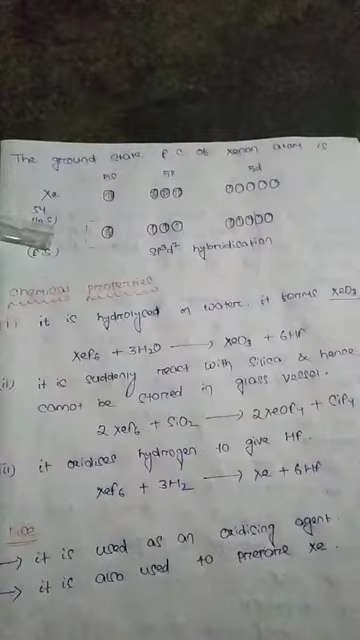 The ground state E C of xenon atom is
5s 5p 5d
Xe
54
(In G.S)
(E.S)
sp³d² hybridication
Chemical properties
(i) it is hydrolysed in water, it forms XeO3
XeF6 + 3H2O → XeO3 + 6HF
(ii) it is suddenly react with Silica & hence
cannot be stored in glass vessel.
2 XeF6 + SiO2 → 2XeOF4 + SiF4
(iii) it oxidises hydrogen to give HF.
XeF6 + 3H2 → Xe + 6HF
Use
→ it is used as an oxidising agent.
→ it is also used to prepare Xe.